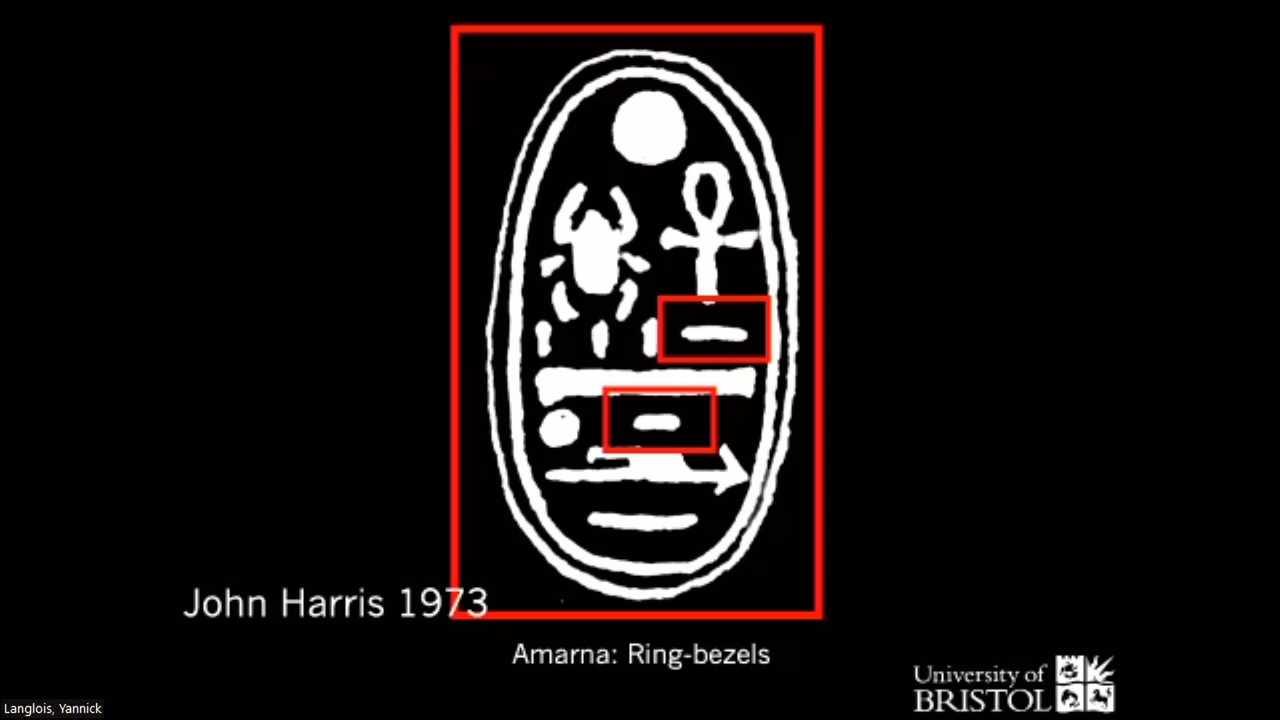 John Harris 1973
Amarna: Ring-bezels
University of
BRISTOL
Langlois, Yannick